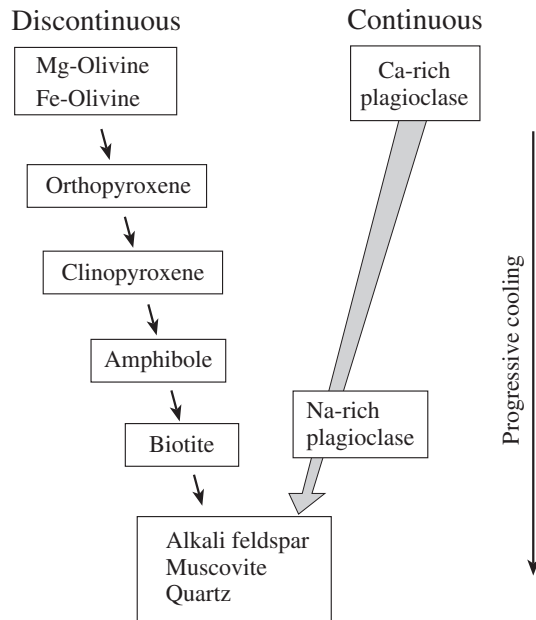 Discontinuous
Continuous
Mg-Olivine
Fe-Olivine
Ca-rich
plagioclase
Orthopyroxene
Clinopyroxene
Amphibole
Na-rich
plagioclase
Biotite
Alkali feldspar
Muscovite
Quartz
Progressive cooling